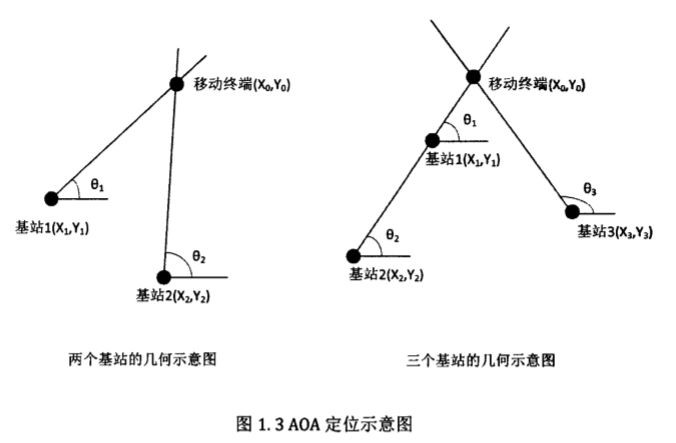 移动终端(X₀,Y₀)
θ₁
基站1(X₁,Y₁)
θ₂
基站2(X₂,Y₂)
两个基站的几何示意图
移动终端(X₀,Y₀)
θ₁
基站1(X₁,Y₁)
θ₃
基站3(X₃,Y₃)
θ₂
基站2(X₂,Y₂)
三个基站的几何示意图
图 1.3 AOA 定位示意图